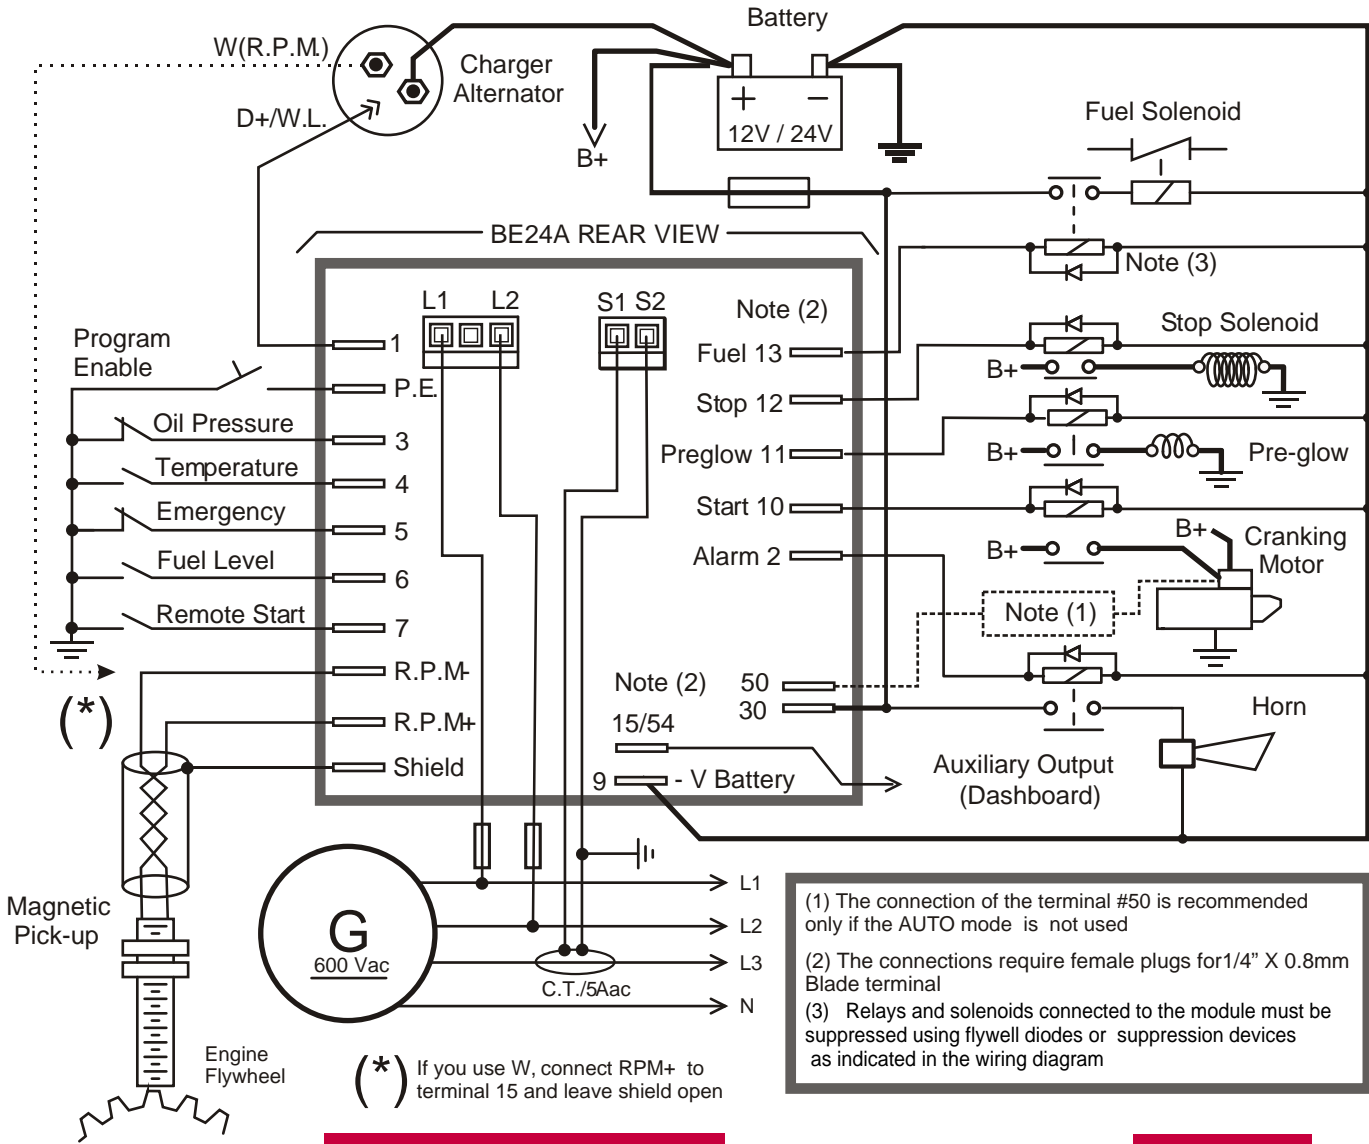 Battery
W(R.P.M.)
Charger
Alternator
D+/W.L.
+ −
12V / 24V
B+
Fuel Solenoid
BE24A REAR VIEW
Note (3)
L1 L2
S1 S2
Note (2)
Program
Enable
1
Fuel 13
Stop Solenoid
B+
P.E.
Stop 12
Oil Pressure
3
Preglow 11
B+
Pre-glow
Temperature
4
Start 10
Emergency
5
B+
Cranking
Motor
B+
Alarm 2
Fuel Level
6
Note (1)
Remote Start
7
R.P.M-
Note (2)
50
30
15/54
Horn
(*)
R.P.M+
Shield
9
- V Battery
Auxiliary Output
(Dashboard)
Magnetic
Pick-up
G
600 Vac
L1
L2
L3
N
C.T./5Aac
Engine
Flywheel
(*) If you use W, connect RPM+ to
terminal 15 and leave shield open
(1) The connection of the terminal #50 is recommended
only if the AUTO mode is not used
(2) The connections require female plugs for1/4” X 0.8mm
Blade terminal
(3) Relays and solenoids connected to the module must be
suppressed using flywell diodes or suppression devices
as indicated in the wiring diagram